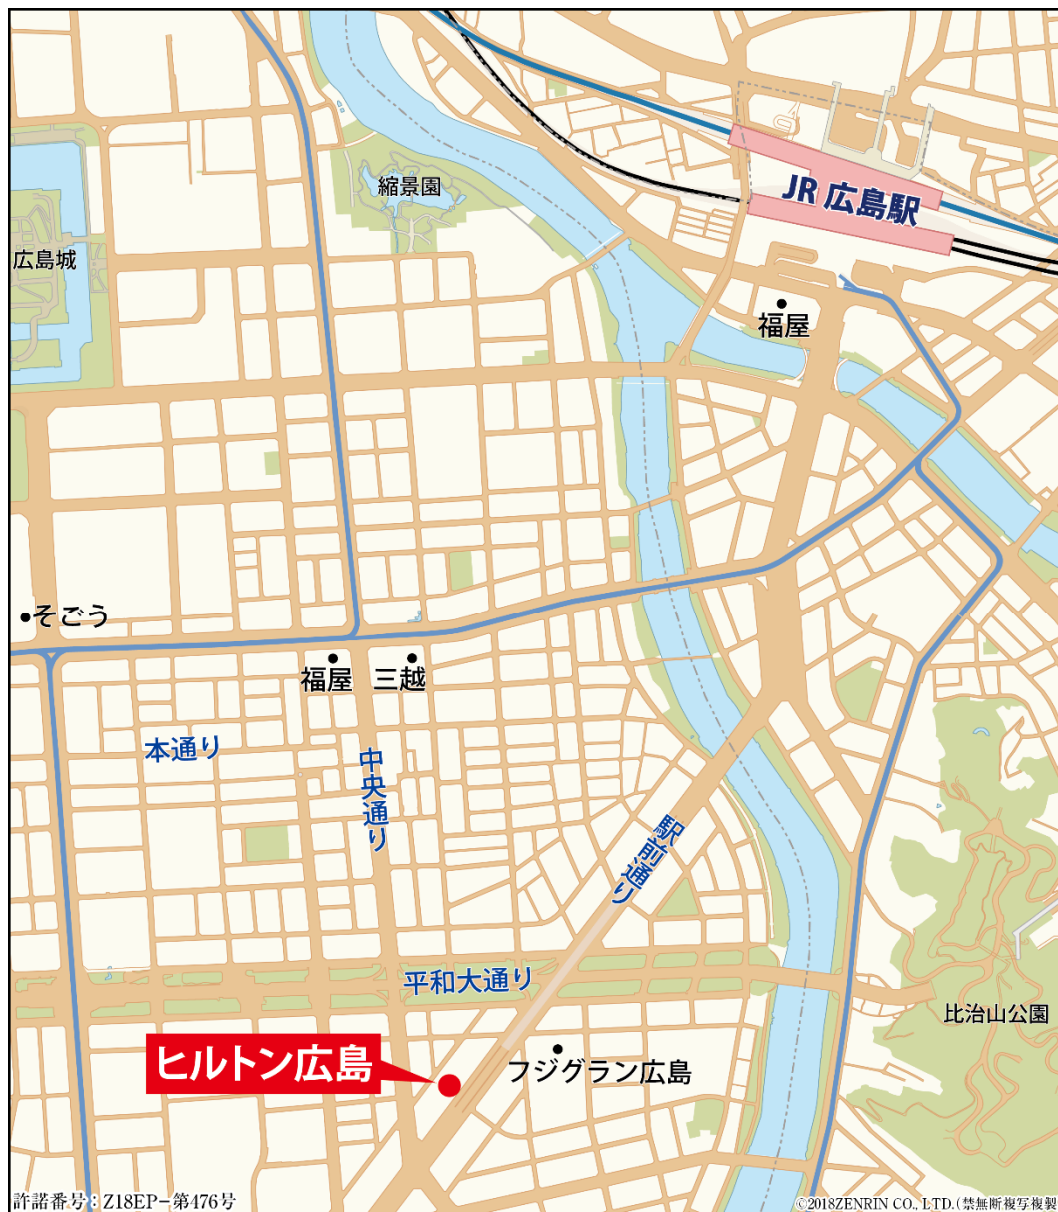 JR 広島駅
縮景園
広島城
福屋
そごう
福屋
三越
本通り
中央通り
駅前通り
平和大通り
比治山公園
ヒルトン広島
フジグラン広島
許諾番号：Z18EP−第476号
©2018ZENRIN CO., LTD.(禁無断複写複製